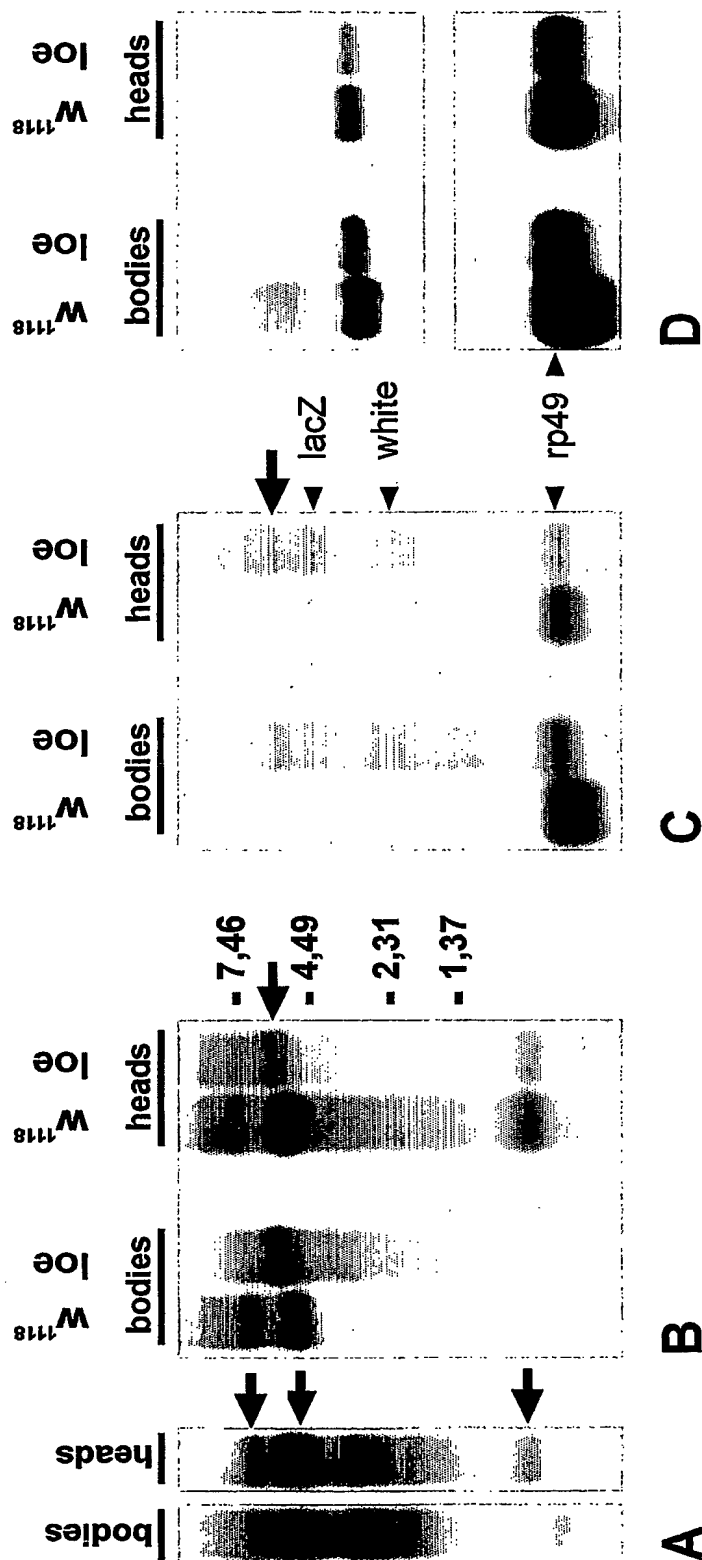 bodies
heads
A
bodies
heads
W¹¹¹⁸
loe
W¹¹¹⁸
loe
- 7,46
- 4,49
- 2,31
- 1,37
B
bodies
heads
W¹¹¹⁸
loe
W¹¹¹⁸
loe
lacZ
white
rp49
C
bodies
heads
W¹¹¹⁸
loe
W¹¹¹⁸
loe
D